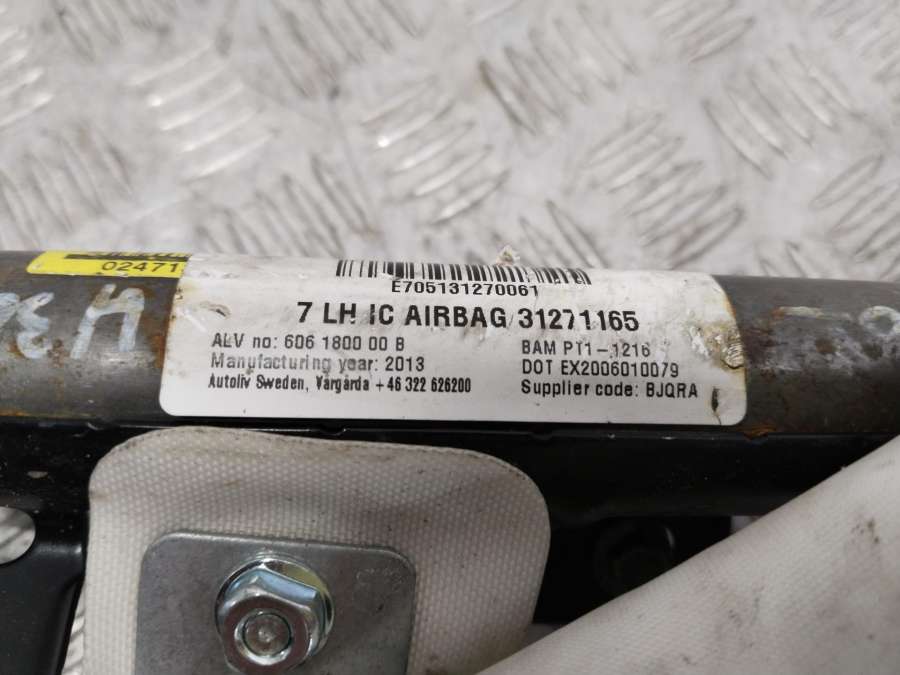 02471
E705131270061
7 LH IC AIRBAG 31271165
ALV no: 606 1800 00 B
BAM PT1-1216
Manufacturing year: 2013
DOT EX2006010079
Autoliv Sweden, Vårgårda +46 322 626200
Supplier code: BJQRA